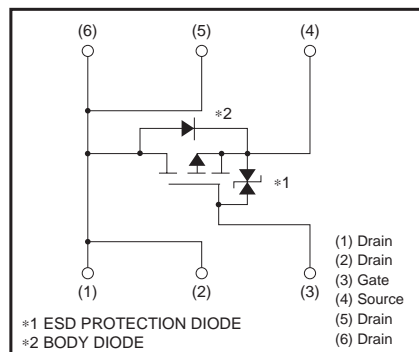 (6) (5) (4)
∗2
∗1
(1) (2) (3)
(1) Drain
(2) Drain
(3) Gate
(4) Source
(5) Drain
(6) Drain
∗1 ESD PROTECTION DIODE
∗2 BODY DIODE